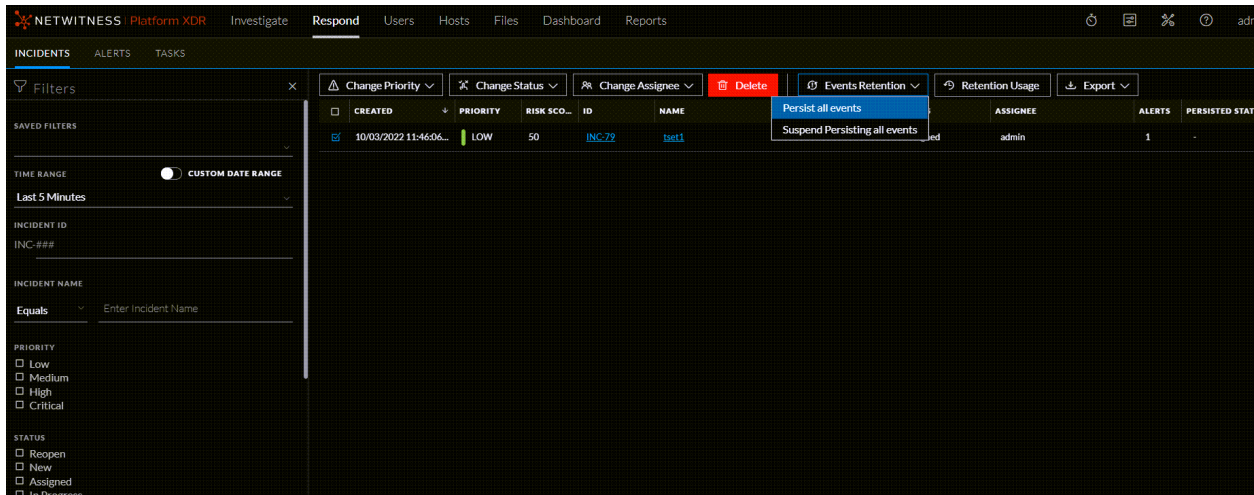 NETWITNESS Platform XDR Investigate Respond Users Hosts Files Dashboard Reports
INCIDENTS ALERTS TASKS
Filters
Change Priority Change Status Change Assignee Delete Events Retention Retention Usage Export
SAVED FILTERS
CREATED PRIORITY RISK SCO... ID NAME ASSIGNEE ALERTS PERSISTED STAT
Persist all events
Suspend Persisting all events
10/03/2022 11:46:06... LOW 50 INC-79 tset1 admin 1 -
TIME RANGE CUSTOM DATE RANGE
Last 5 Minutes
INCIDENT ID
INC-###
INCIDENT NAME
Equals Enter Incident Name
PRIORITY
Low
Medium
High
Critical
STATUS
Reopen
New
Assigned
In Progress